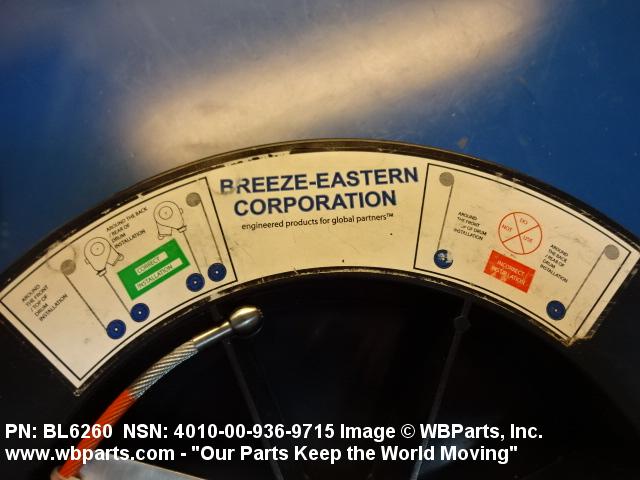 BREEZE-EASTERN
CORPORATION
engineered products for global partners™
AROUND
THE FRONT
/ TOP OF
DRUM
INSTALLATION
AROUND THE BACK
/ REAR OF
DRUM
INSTALLATION
CORRECT
INSTALLATION
AROUND
THE FRONT
DRUM
INSTALLATION
DO
NOT
USE
INCORRECT
INSTALLATION
AROUND
THE BACK
/ REAR OF
DRUM
INSTALLATION
PN: BL6260 NSN: 4010-00-936-9715 Image © WBParts, Inc.
www.wbparts.com - "Our Parts Keep the World Moving"